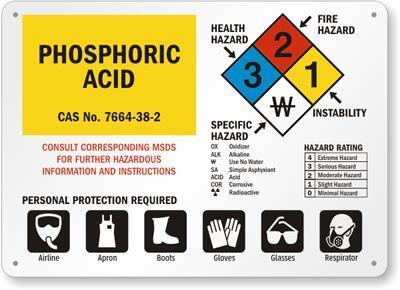 PHOSPHORIC
ACID
CAS No. 7664-38-2
CONSULT CORRESPONDING MSDS
FOR FURTHER HAZARDOUS
INFORMATION AND INSTRUCTIONS
HEALTH
HAZARD
FIRE
HAZARD
2
3
1
W
INSTABILITY
SPECIFIC
HAZARD
OX Oxidizer
ALK Alkaline
W Use No Water
SA Simple Asphyxiant
ACID Acid
COR Corrosive
☢ Radioactive
HAZARD RATING
4 Extreme Hazard
3 Serious Hazard
2 Moderate Hazard
1 Slight Hazard
0 Minimal Hazard
PERSONAL PROTECTION REQUIRED
Airline Apron Boots Gloves Glasses Respirator